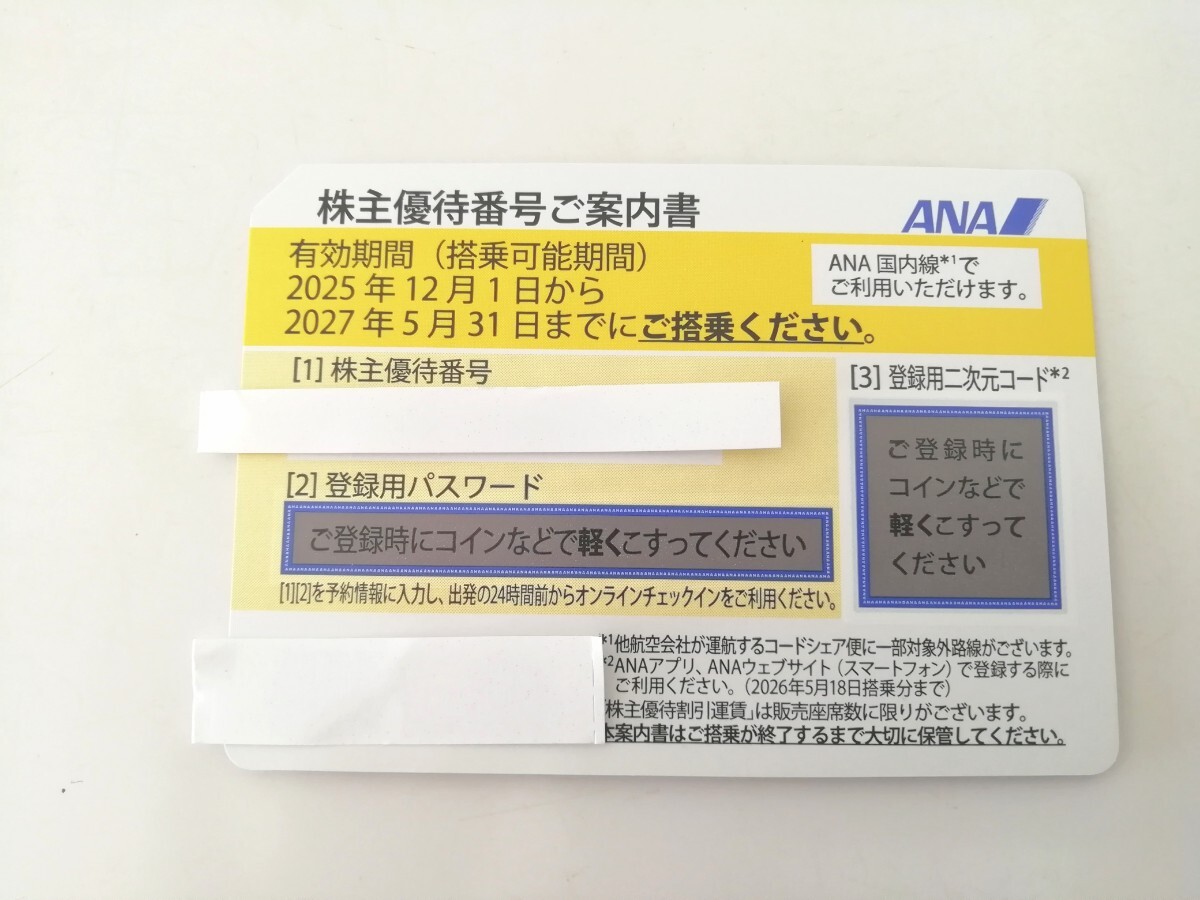 株主優待番号ご案内書
ANA
有効期間（搭乗可能期間）
2025年12月1日から
2027年5月31日までにご搭乗ください。
ANA国内線*1で
ご利用いただけます。
[1] 株主優待番号
[2] 登録用パスワード
ご登録時にコインなどで軽くこすってください
[1][2]を予約情報に入力し、出発の24時間前からオンラインチェックインをご利用ください。
[3] 登録用二次元コード*2
ご登録時に
コインなどで
軽くこすって
ください
*1他航空会社が運航するコードシェア便に一部対象外路線がございます。
*2ANAアプリ、ANAウェブサイト（スマートフォン）で登録する際に
ご利用ください。（2026年5月18日搭乗分まで）
「株主優待割引運賃」は販売座席数に限りがございます。
本案内書はご搭乗が終了するまで大切に保管してください。